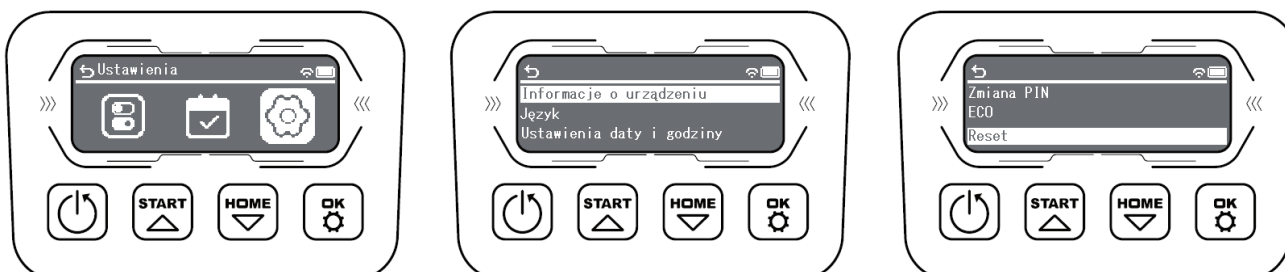 Ustawienia
START
HOME
OK
Informacje o urządzeniu
Język
Ustawienia daty i godziny
START
HOME
OK
Zmiana PIN
ECO
Reset
START
HOME
OK